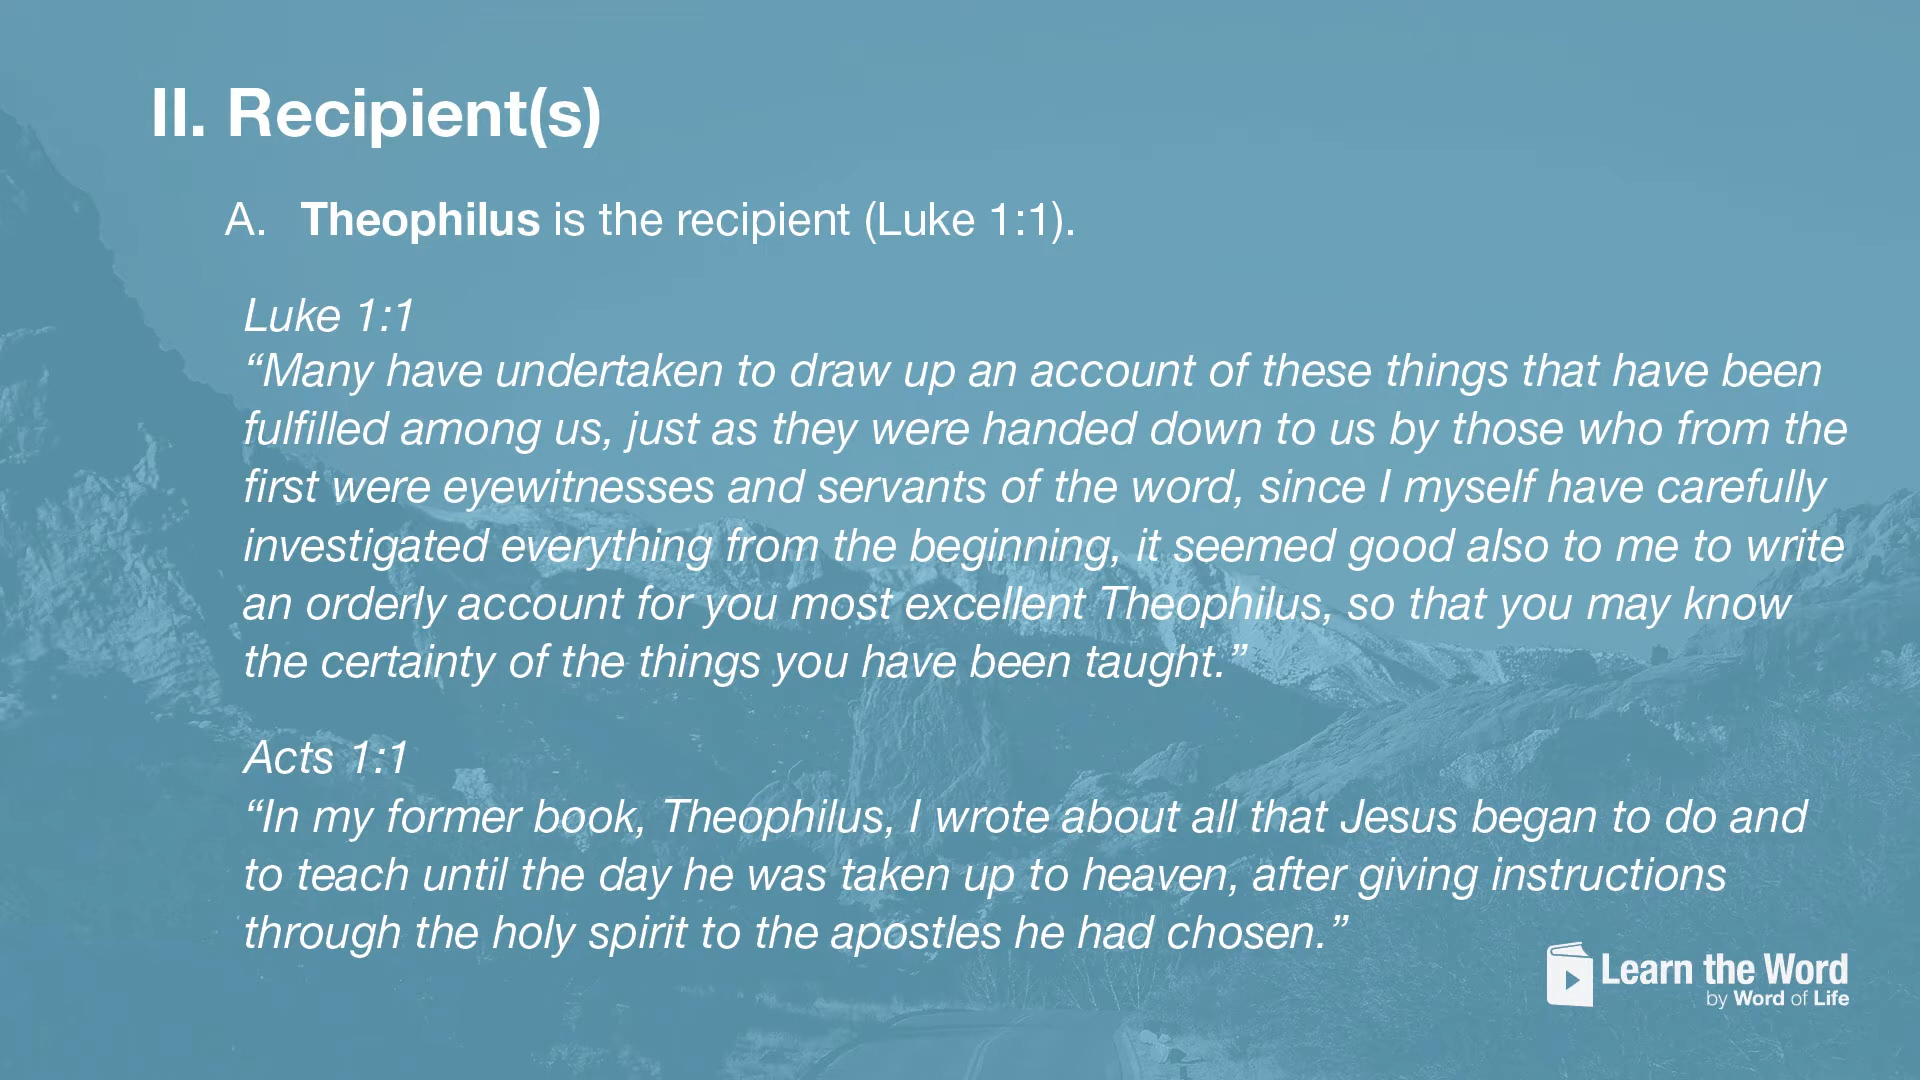 II. Recipient(s)
A. Theophilus is the recipient (Luke 1:1).
Luke 1:1
“Many have undertaken to draw up an account of these things that have been
fulfilled among us, just as they were handed down to us by those who from the
first were eyewitnesses and servants of the word, since I myself have carefully
investigated everything from the beginning, it seemed good also to me to write
an orderly account for you most excellent Theophilus, so that you may know
the certainty of the things you have been taught.”
Acts 1:1
“In my former book, Theophilus, I wrote about all that Jesus began to do and
to teach until the day he was taken up to heaven, after giving instructions
through the holy spirit to the apostles he had chosen.”
Learn the Word
by Word of Life